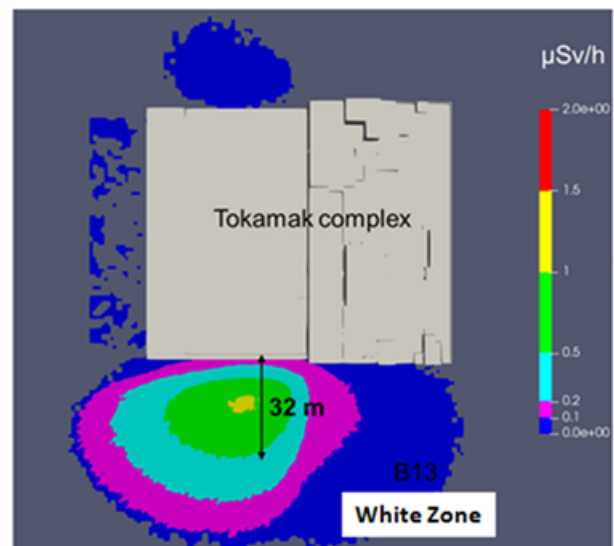 μSv/h
2.0e+00
1.5
Tokamak complex
1
0.5
32 m
0.2
0.1
0.0e+00
B13
White Zone